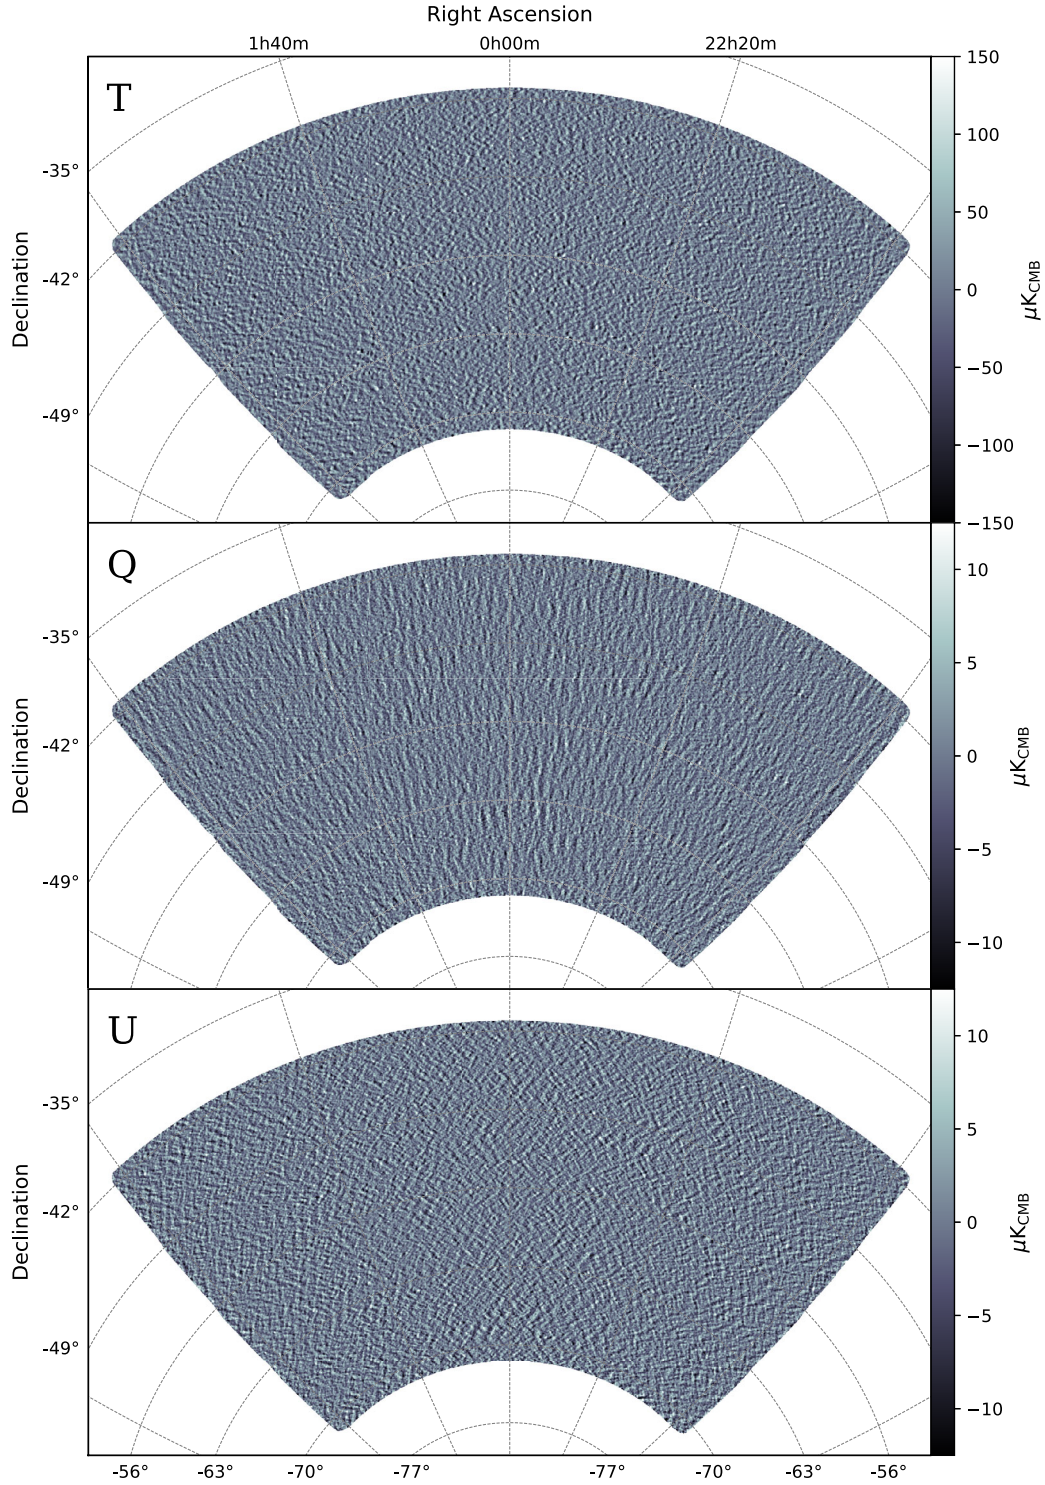 Right Ascension
1h40m 0h00m 22h20m
T
-35°
-42°
-49°
Declination
150
100
50
0
−50
−100
−150
μK_CMB
Q
-35°
-42°
-49°
Declination
10
5
0
−5
−10
μK_CMB
U
-35°
-42°
-49°
Declination
10
5
0
−5
−10
μK_CMB
-56° -63° -70° -77° -77° -70° -63° -56°